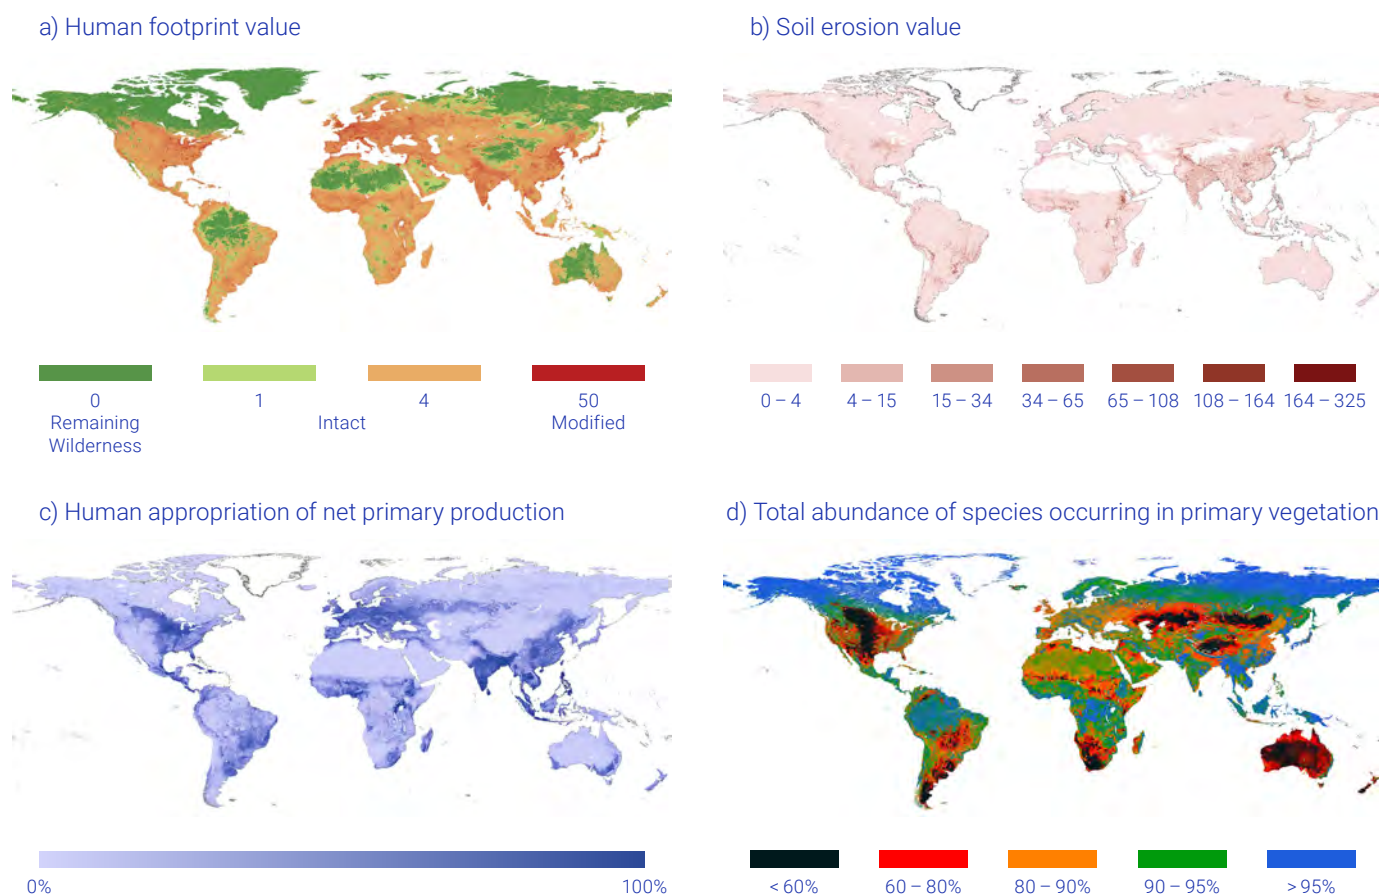 a) Human footprint value
b) Soil erosion value
0
1
4
50
Remaining
Wilderness
Intact
Modified
0 – 4
4 – 15
15 – 34
34 – 65
65 – 108
108 – 164
164 – 325
c) Human appropriation of net primary production
d) Total abundance of species occurring in primary vegetation
0%
100%
< 60%
60 – 80%
80 – 90%
90 – 95%
> 95%